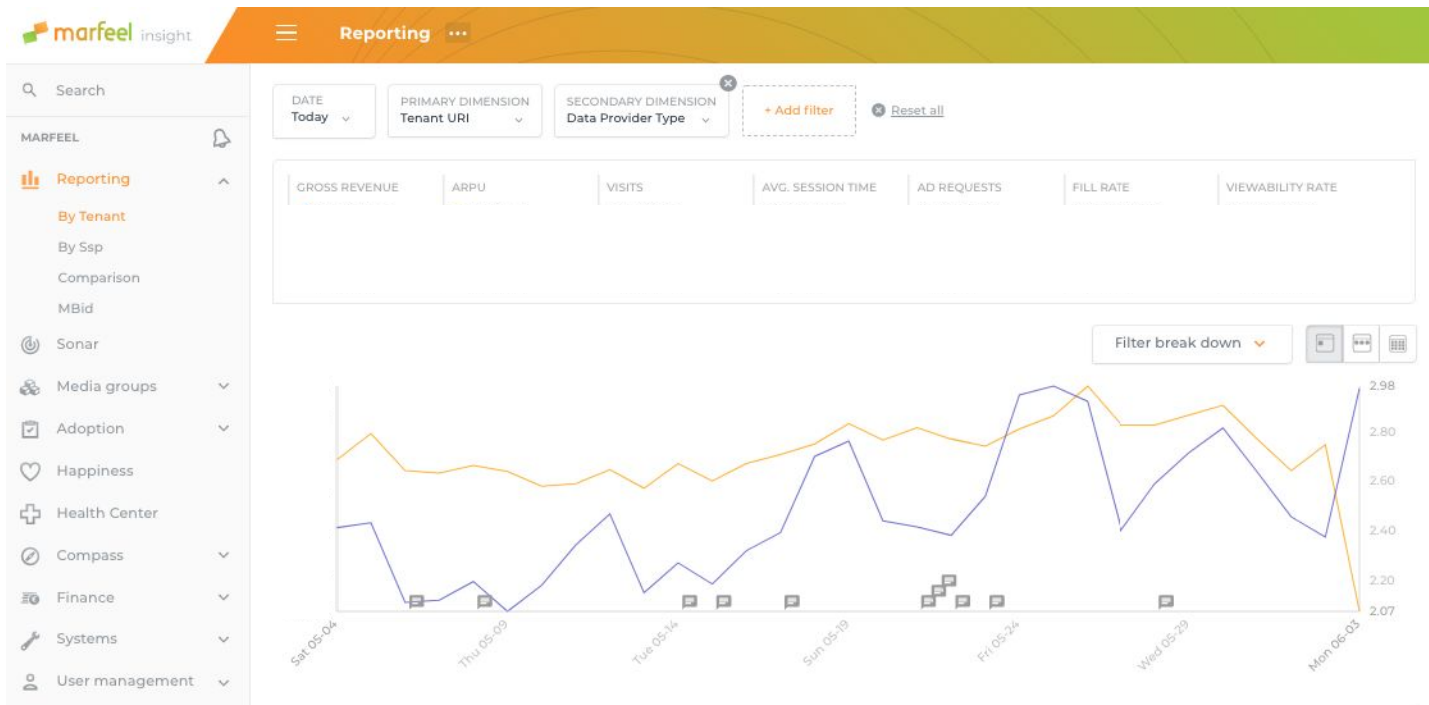 marfeel insight
Reporting ...
Search
MARFEEL
Reporting
By Tenant
By Ssp
Comparison
MBid
Sonar
Media groups
Adoption
Happiness
Health Center
Compass
Finance
Systems
User management
DATE
Today
PRIMARY DIMENSION
Tenant URI
SECONDARY DIMENSION
Data Provider Type
+ Add filter
Reset all
GROSS REVENUE ARPU VISITS AVG. SESSION TIME AD REQUESTS FILL RATE VIEWABILITY RATE
Filter break down
2.98
2.80
2.60
2.40
2.20
2.07
Sat 05-04 Thu 05-09 Tue 05-14 Sun 05-19 Fri 05-24 Wed 05-29 Mon 06-03